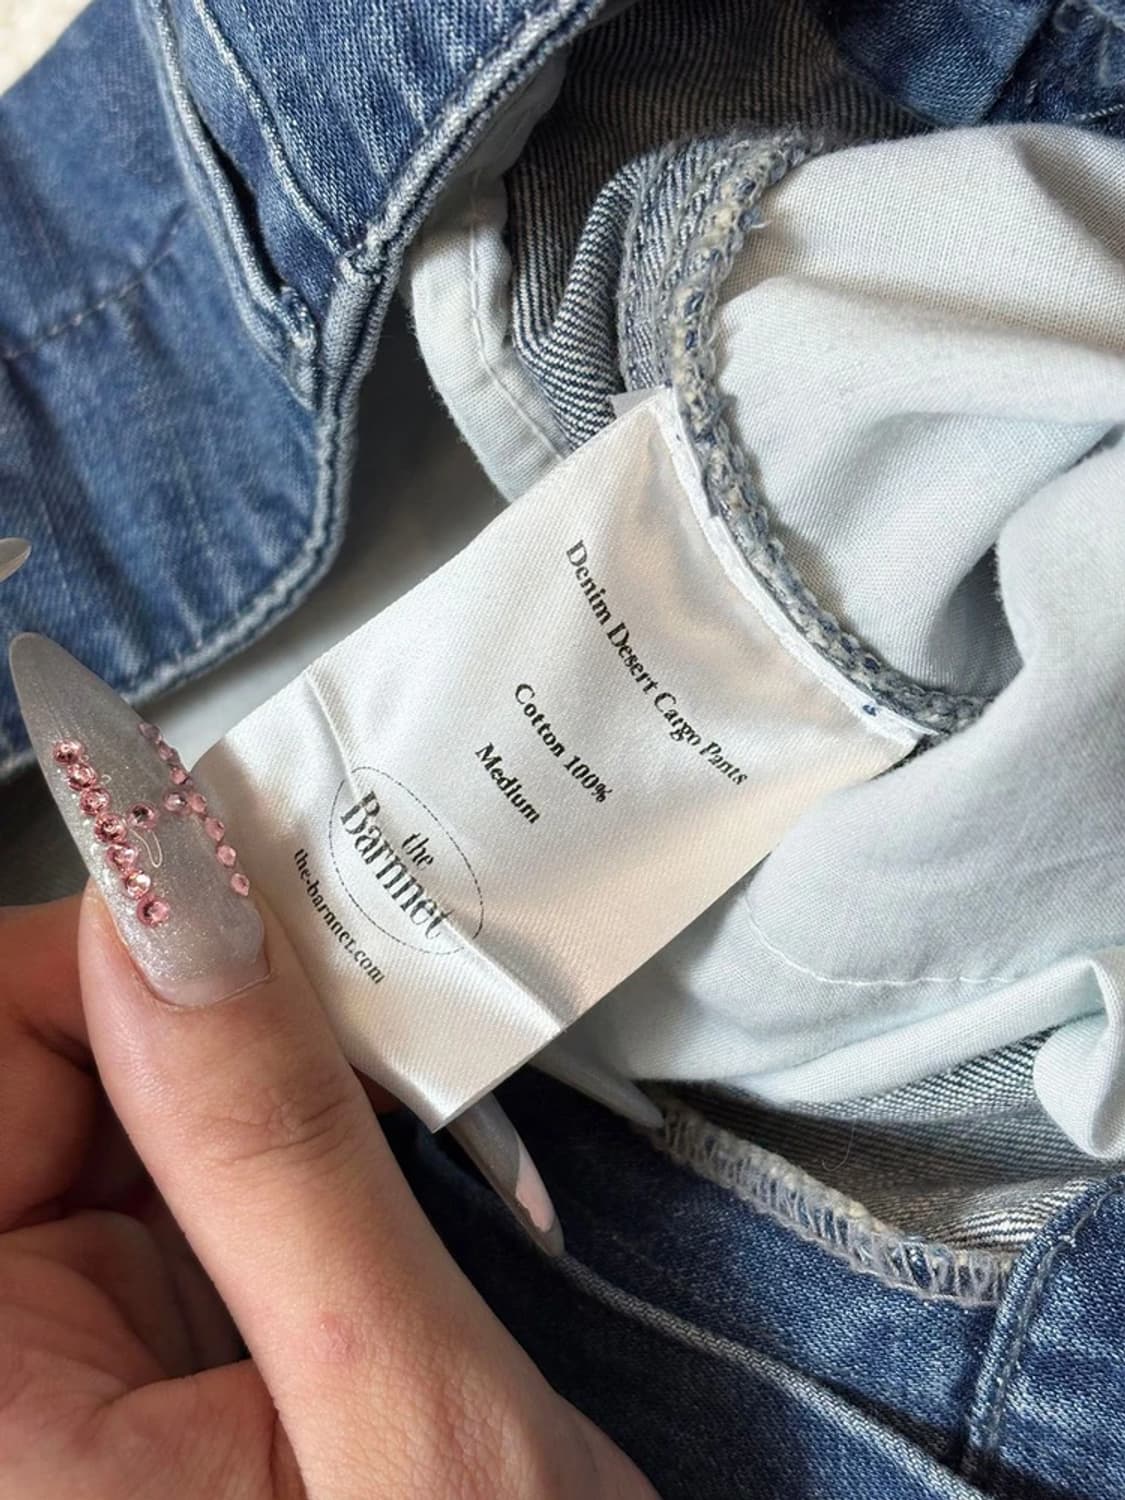 Denim Desert Cargo Pants
Cotton 100%
Medium
the
Barnnet
the-barnnet.com